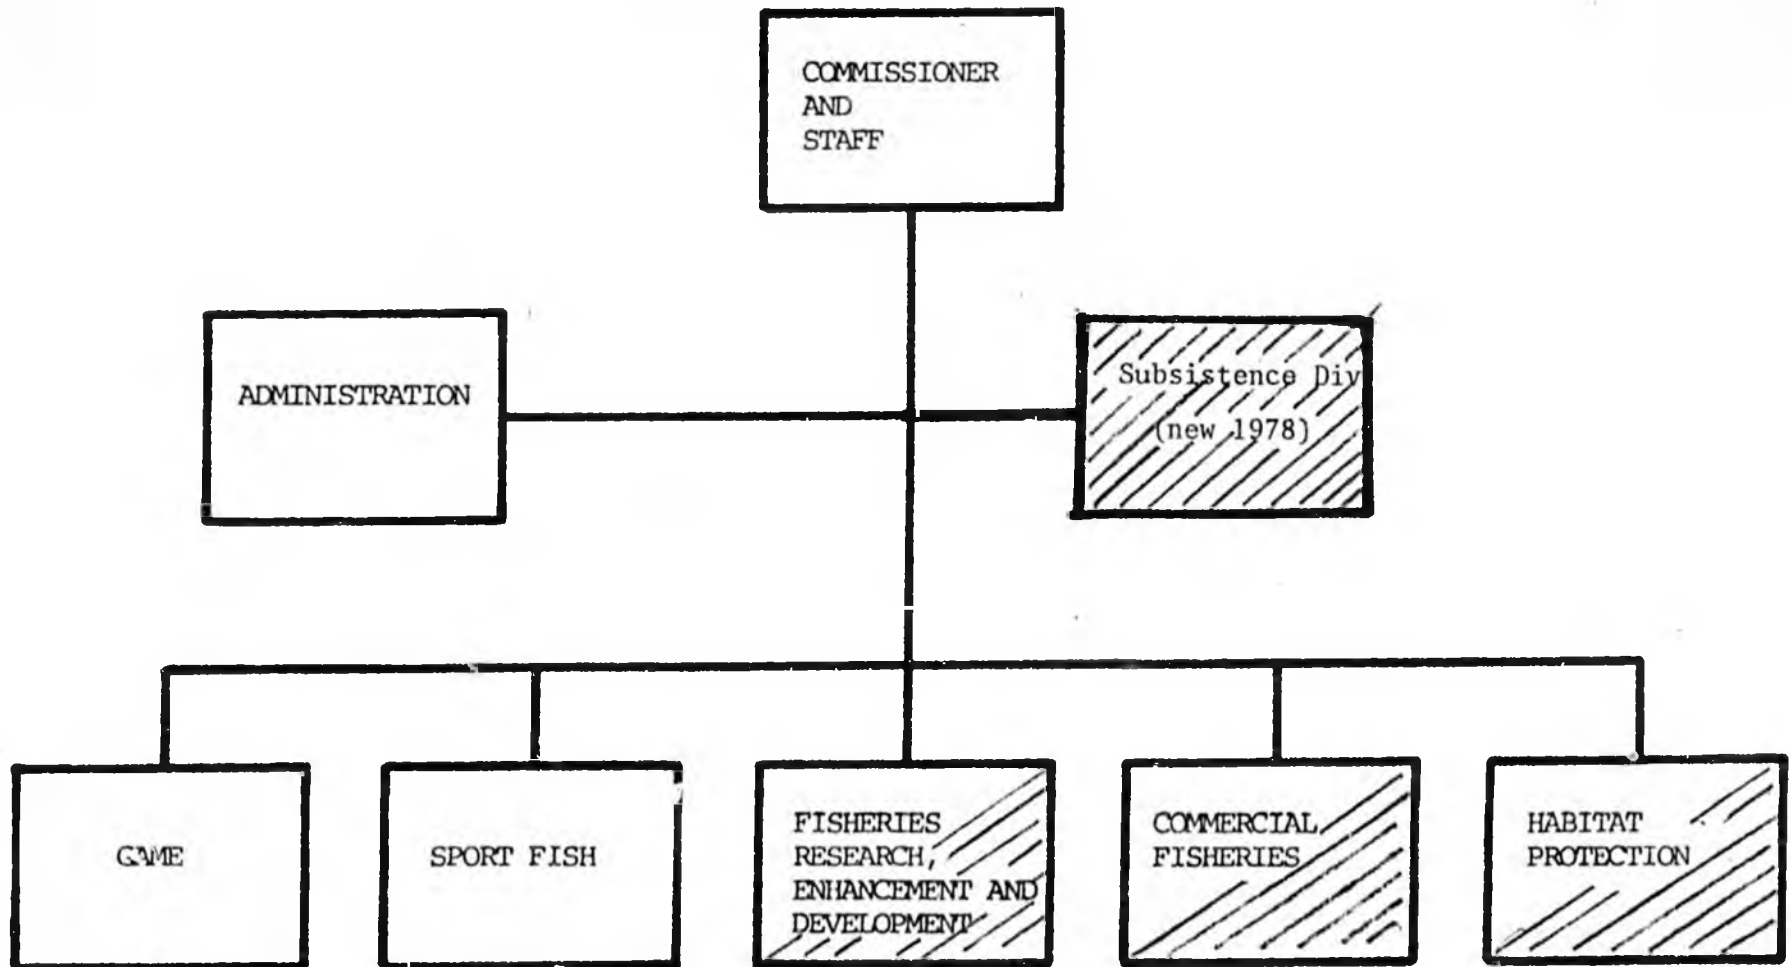 COMMISSIONER
AND
STAFF
ADMINISTRATION
Subsistence Div
(new 1978)
GAME
SPORT FISH
FISHERIES
RESEARCH,
ENHANCEMENT AND
DEVELOPMENT
COMMERCIAL
FISHERIES
HABITAT
PROTECTION